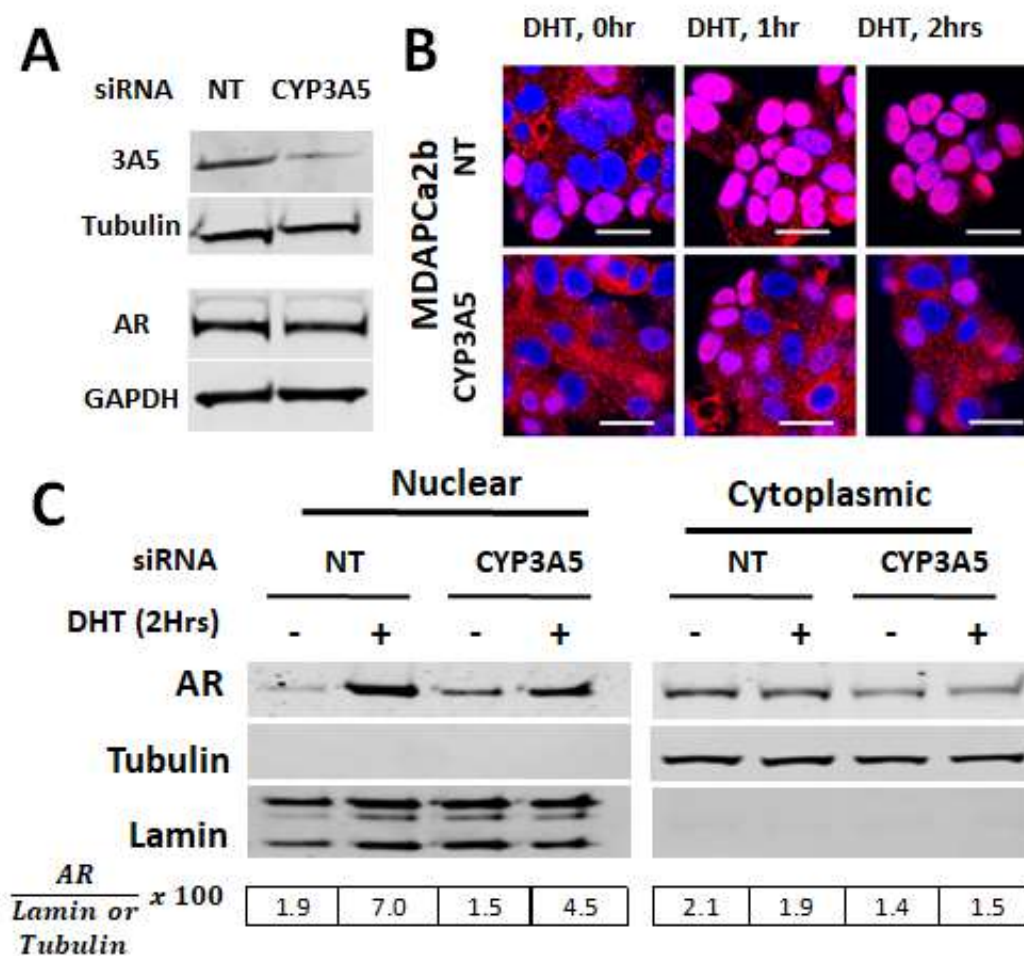 A
siRNA NT CYP3A5
3A5
Tubulin
AR
GAPDH
B
DHT, 0hr DHT, 1hr DHT, 2hrs
MDAPCa2b
NT
CYP3A5
C
Nuclear Cytoplasmic
siRNA NT CYP3A5 NT CYP3A5
DHT (2Hrs) - + - + - + - +
AR
Tubulin
Lamin
AR
Lamin or x 100 1.9 7.0 1.5 4.5 2.1 1.9 1.4 1.5
Tubulin